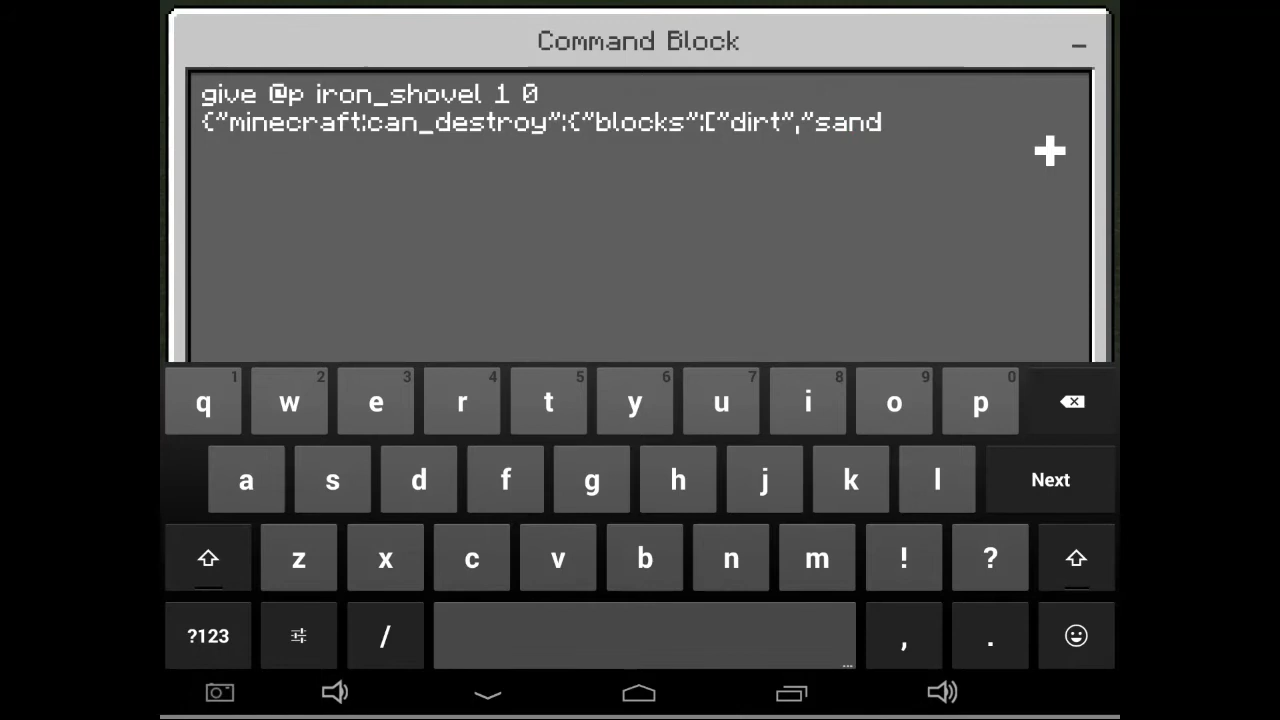 Command Block
give @p iron_shovel 1 0
{"minecraft:can_destroy":{"blocks":["dirt","sand
1 2 3 4 5 6 7 8 9 0
q w e r t y u i o p
a s d f g h j k l Next
z x c v b n m ! ?
?123 / , . ...